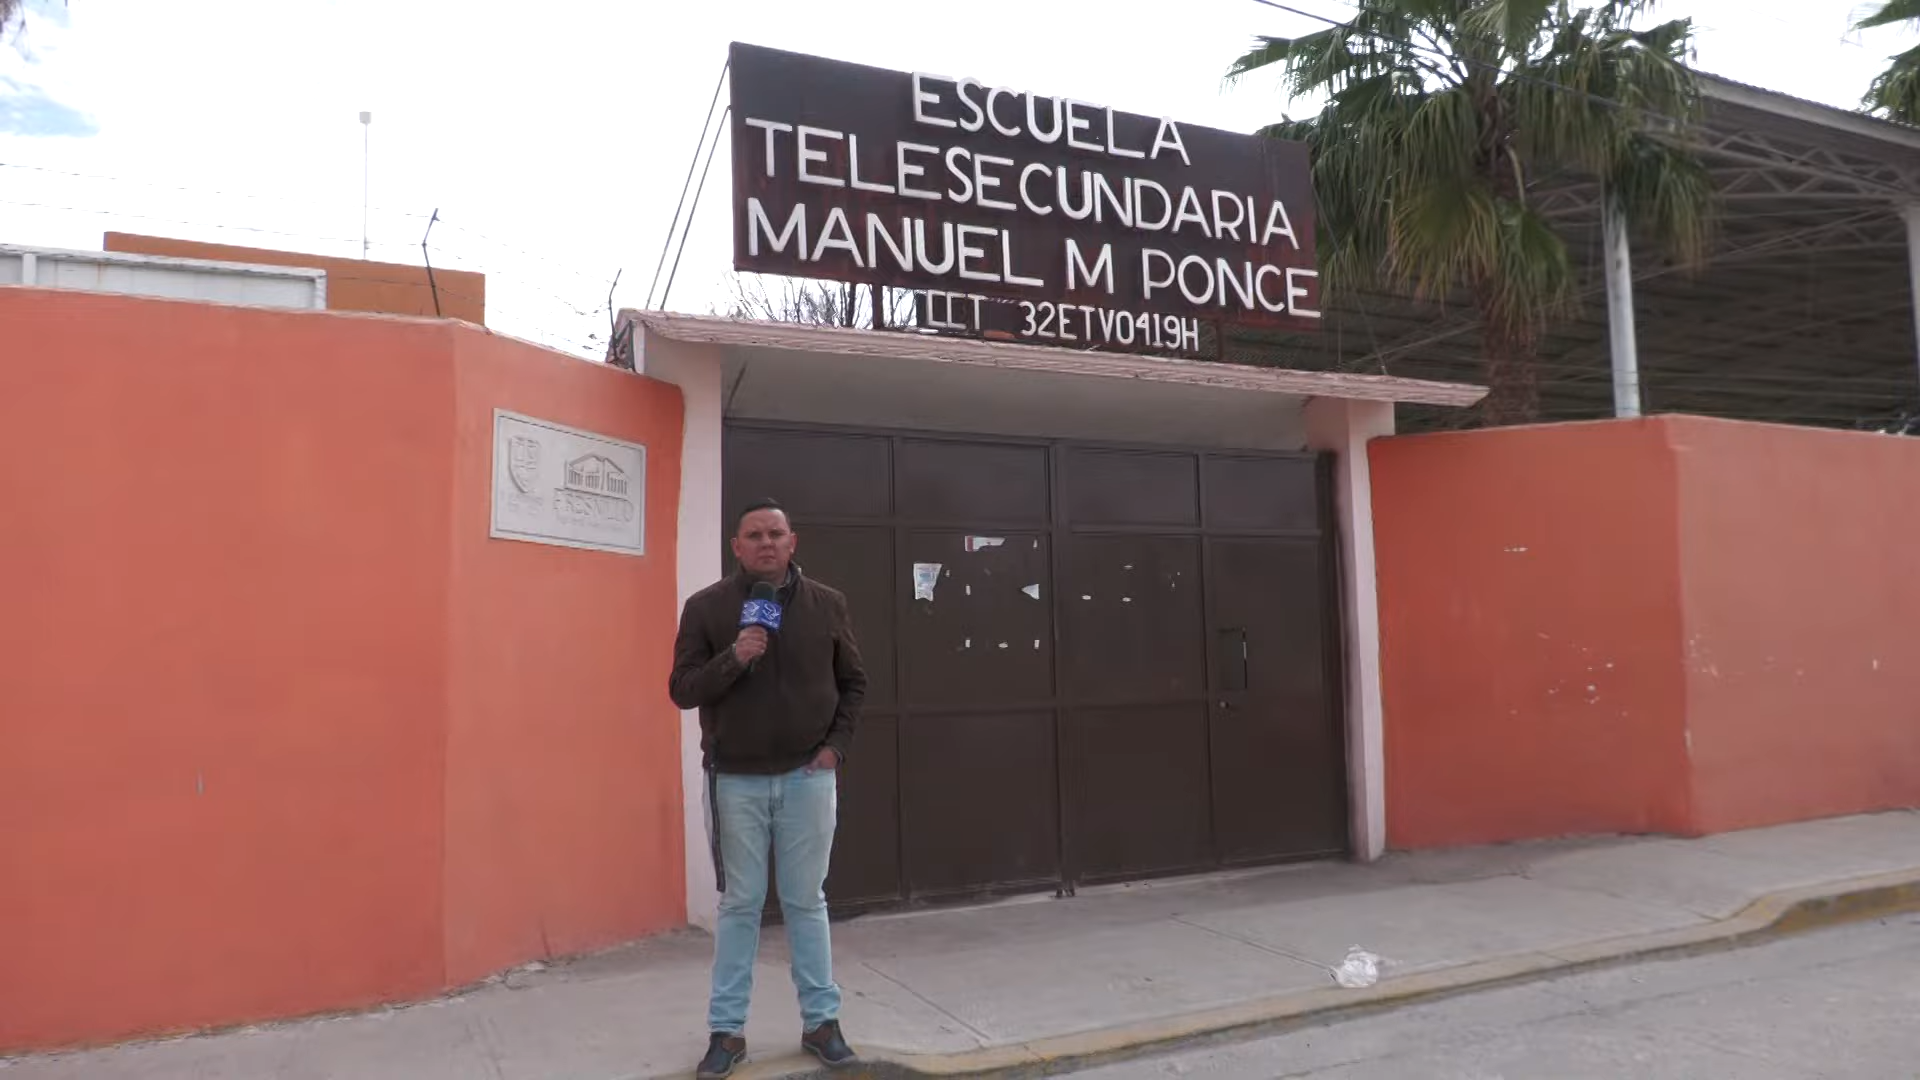 ESCUELA
TELESECUNDARIA
MANUEL M PONCE
CCT 32ETV0419H
FRESNILLO